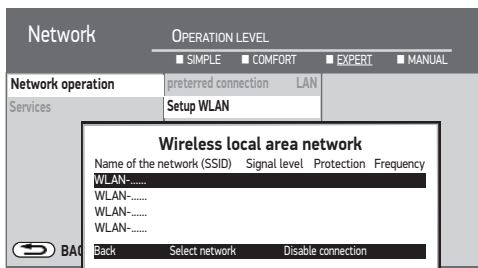 Network
OPERATION LEVEL
SIMPLE COMFORT EXPERT MANUAL
Network operation preferred connection LAN
Services Setup WLAN
Wireless local area network
Name of the network (SSID) Signal level Protection Frequency
WLAN-......
WLAN-......
WLAN-......
WLAN-......
BAC Back Select network Disable connection